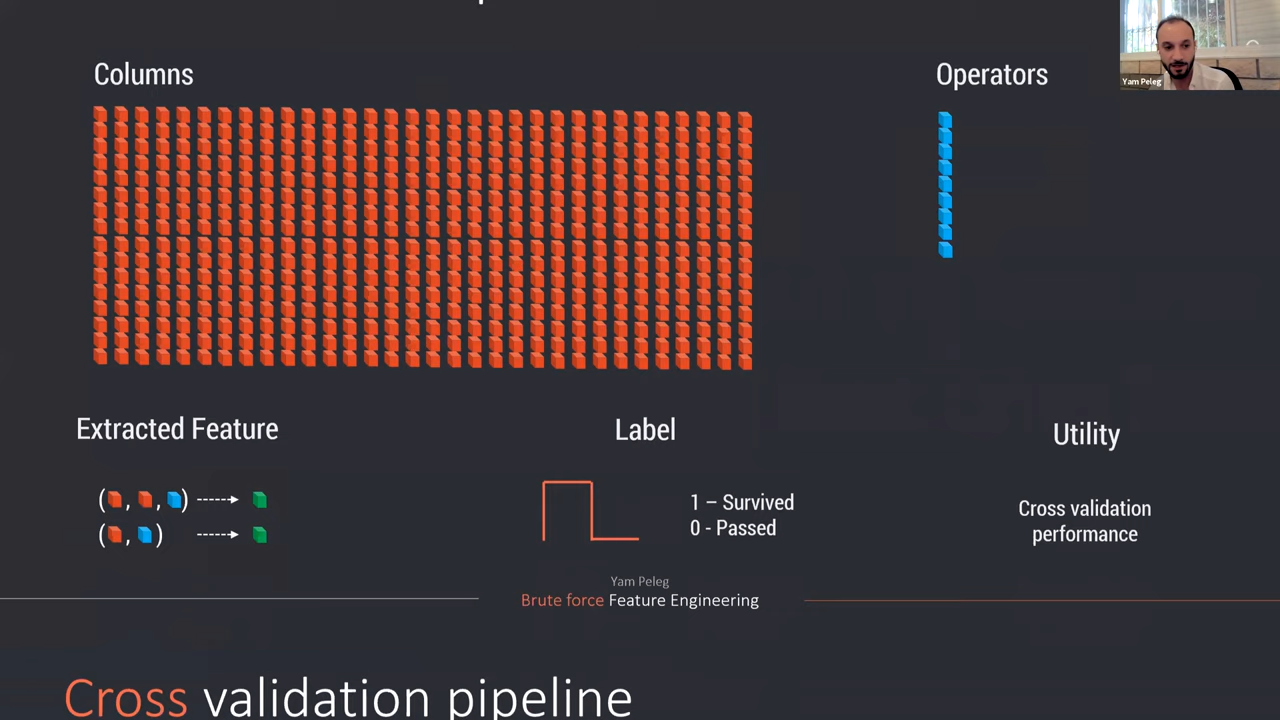 Columns
Operators
Yam Peleg
Extracted Feature
Label
Utility
( , , ) ------>
( , ) ------>
1 – Survived
0 - Passed
Cross validation
performance
Yam Peleg
Brute force Feature Engineering
Cross validation pipeline